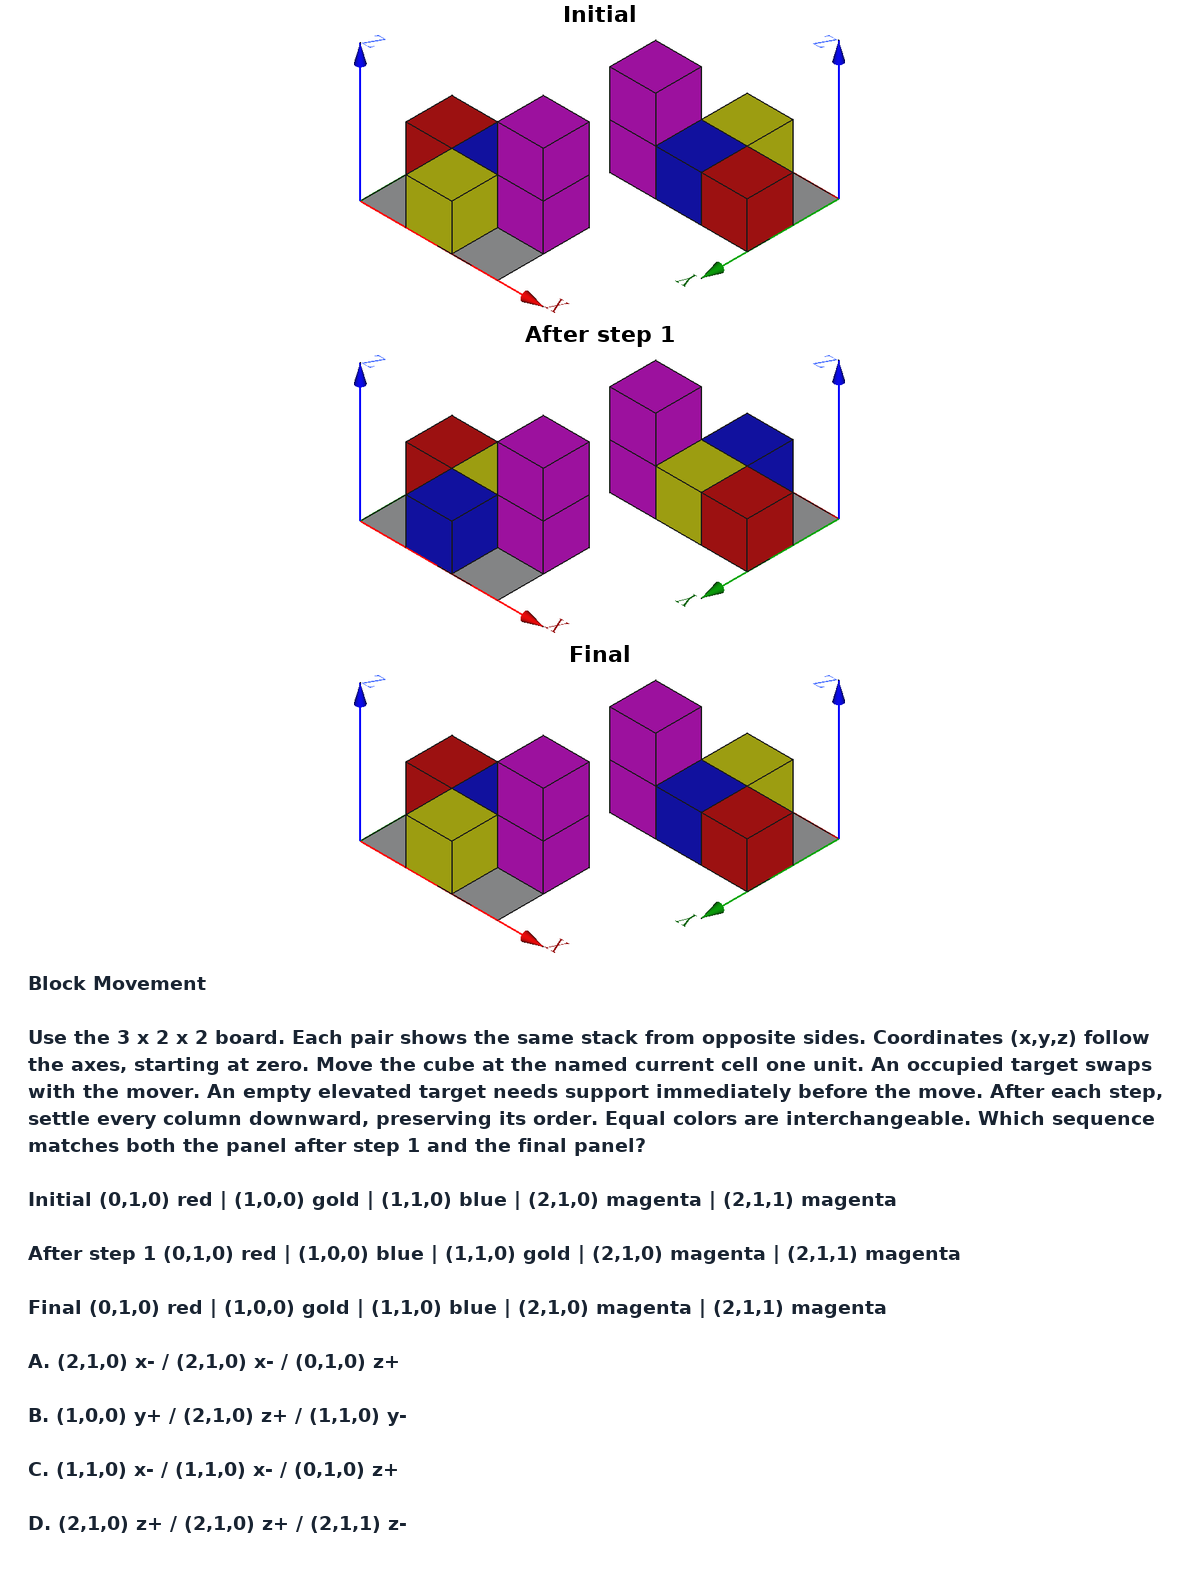 Initial
Z
Z
X
Y
After step 1
Z
Z
X
Y
Final
Z
Z
X
Y
Block Movement
Use the 3 x 2 x 2 board. Each pair shows the same stack from opposite sides. Coordinates (x,y,z) follow
the axes, starting at zero. Move the cube at the named current cell one unit. An occupied target swaps
with the mover. An empty elevated target needs support immediately before the move. After each step,
settle every column downward, preserving its order. Equal colors are interchangeable. Which sequence
matches both the panel after step 1 and the final panel?
Initial (0,1,0) red | (1,0,0) gold | (1,1,0) blue | (2,1,0) magenta | (2,1,1) magenta
After step 1 (0,1,0) red | (1,0,0) blue | (1,1,0) gold | (2,1,0) magenta | (2,1,1) magenta
Final (0,1,0) red | (1,0,0) gold | (1,1,0) blue | (2,1,0) magenta | (2,1,1) magenta
A. (2,1,0) x- / (2,1,0) x- / (0,1,0) z+
B. (1,0,0) y+ / (2,1,0) z+ / (1,1,0) y-
C. (1,1,0) x- / (1,1,0) x- / (0,1,0) z+
D. (2,1,0) z+ / (2,1,0) z+ / (2,1,1) z-